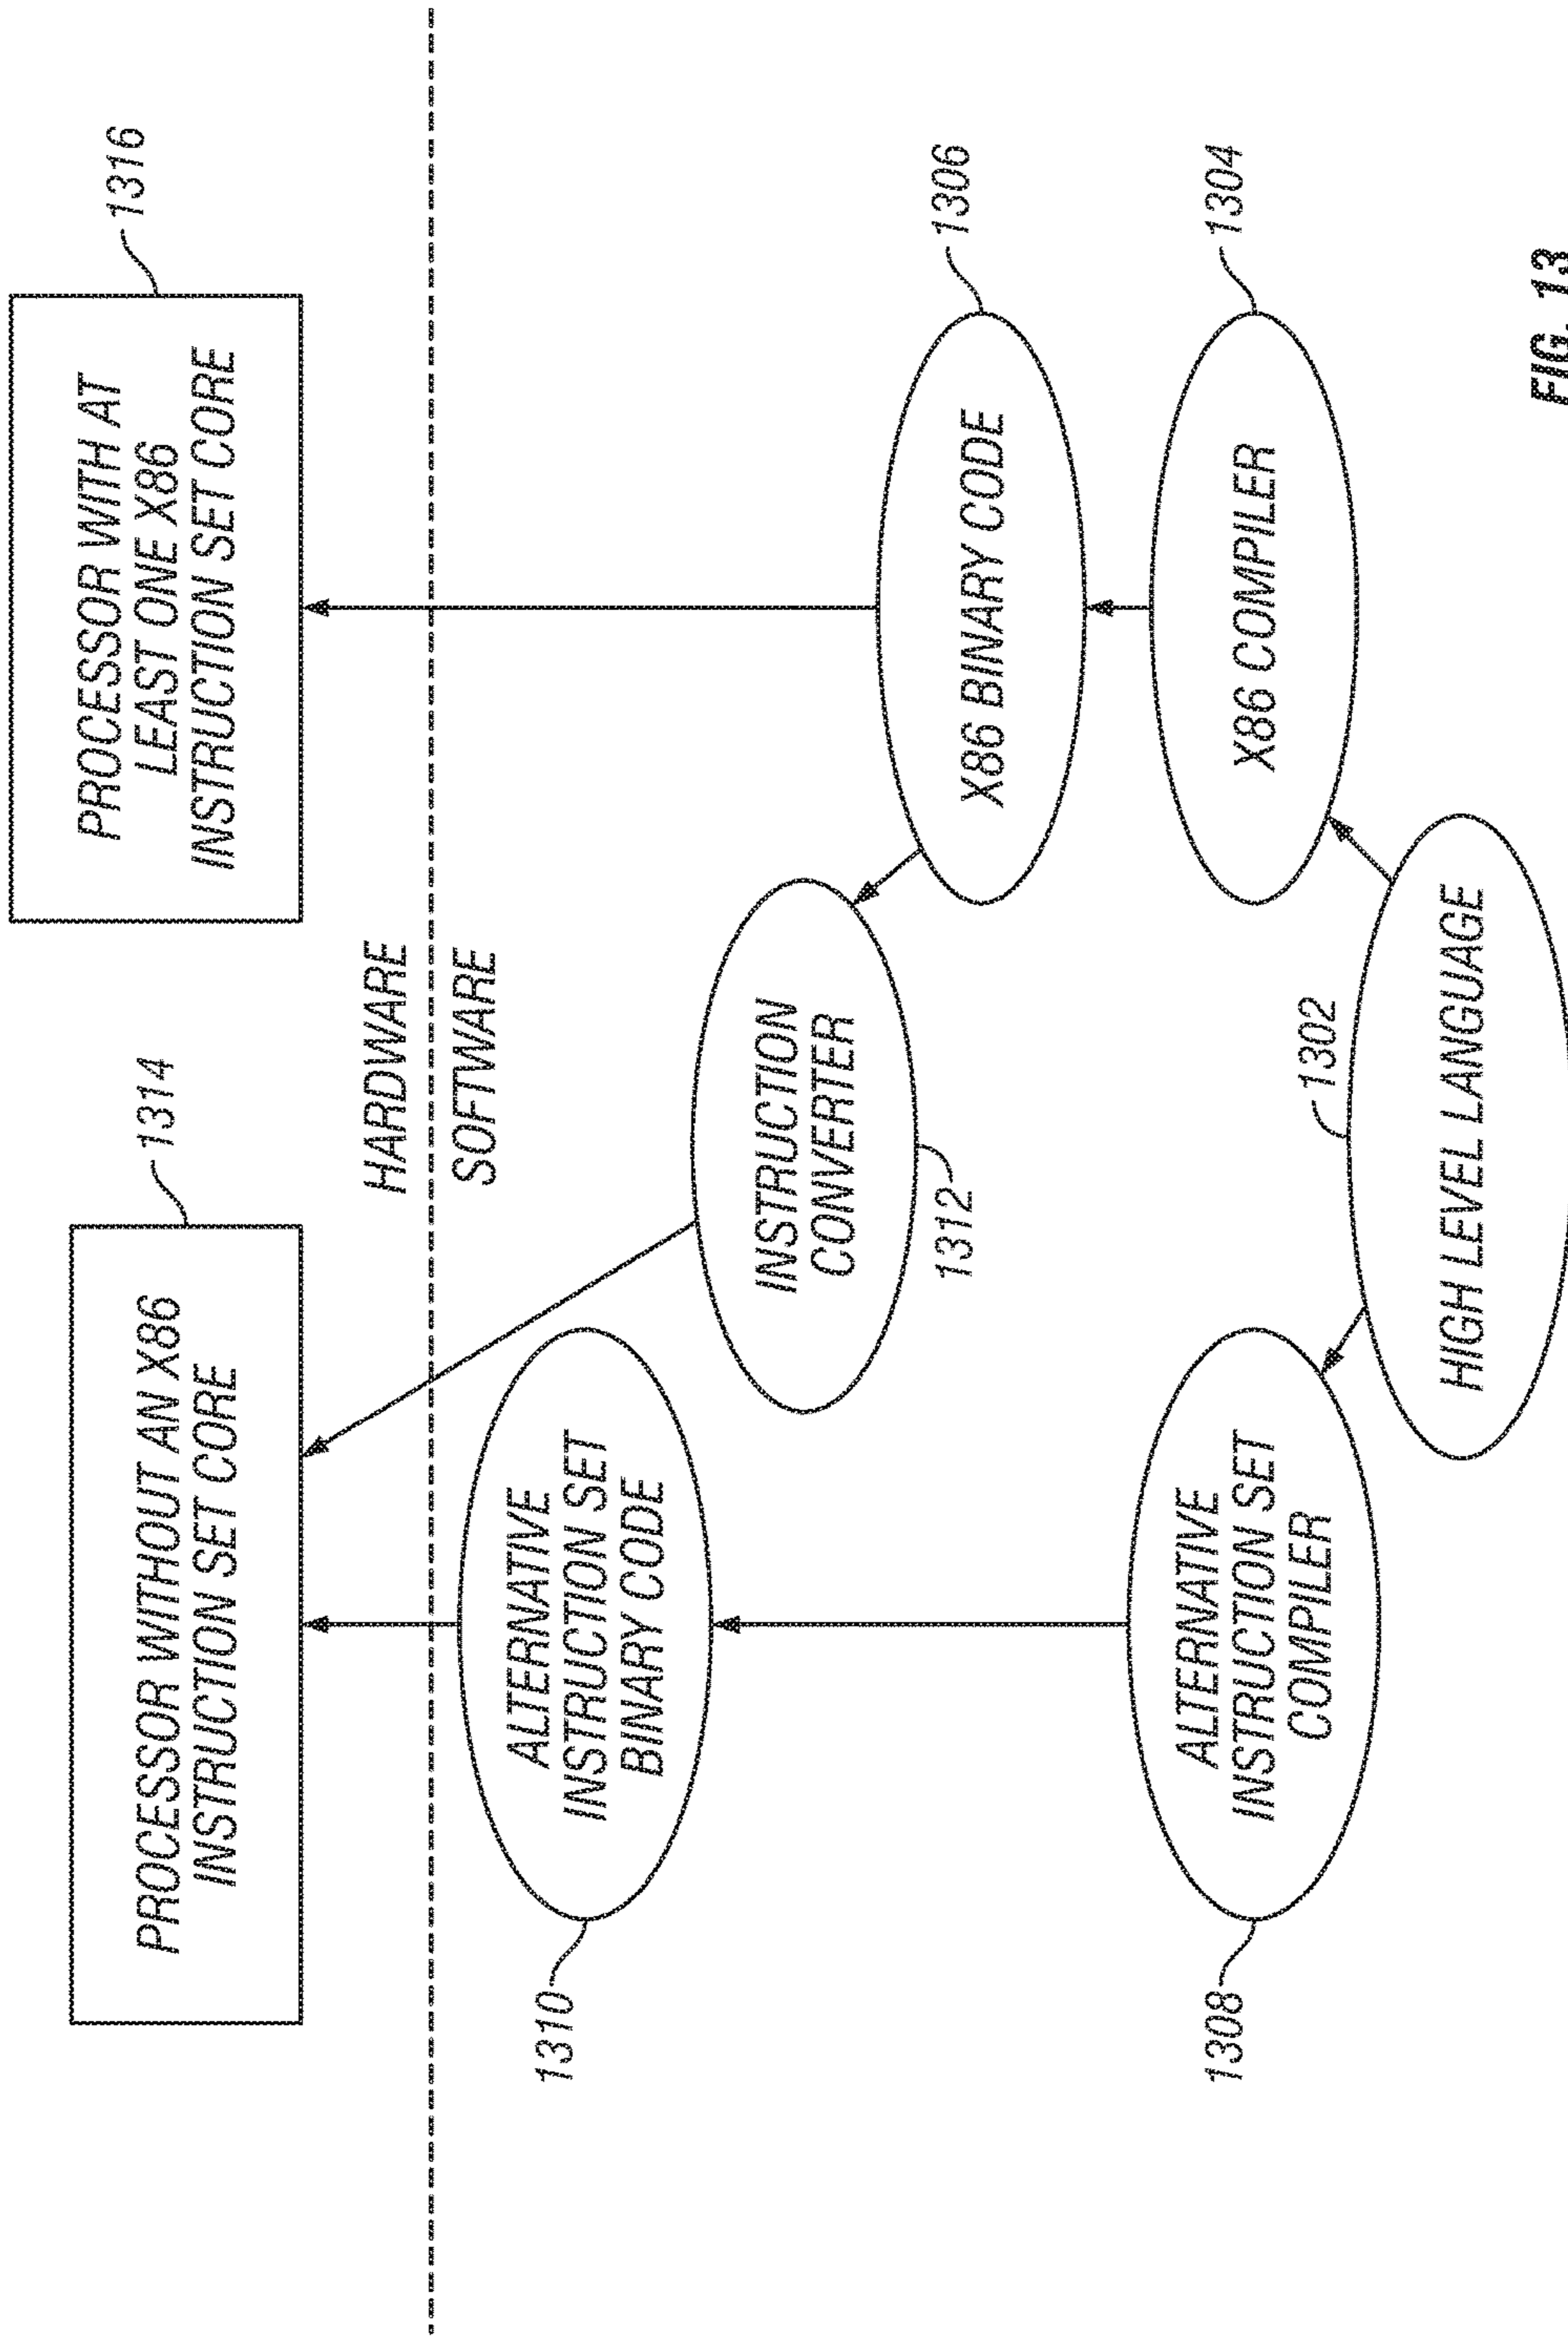 PROCESSOR WITHOUT AN X86
INSTRUCTION SET CORE
1314
PROCESSOR WITH AT
LEAST ONE X86
INSTRUCTION SET CORE
1316
HARDWARE
SOFTWARE
1310
ALTERNATIVE
INSTRUCTION SET
BINARY CODE
INSTRUCTION
CONVERTER
1312
X86 BINARY CODE
1306
1308
ALTERNATIVE
INSTRUCTION SET
COMPILER
X86 COMPILER
1304
1302
HIGH LEVEL LANGUAGE
FIG. 13